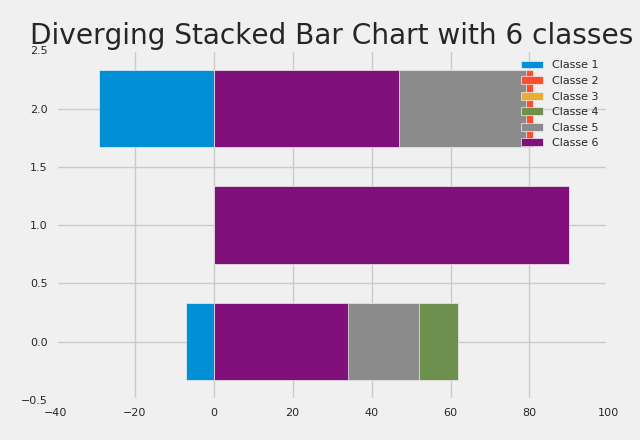 Diverging Stacked Bar Chart with 6 classes
2.5
2.0
1.5
1.0
0.5
0.0
−0.5
−40
−20
0
20
40
60
80
100
Classe 1
Classe 2
Classe 3
Classe 4
Classe 5
Classe 6